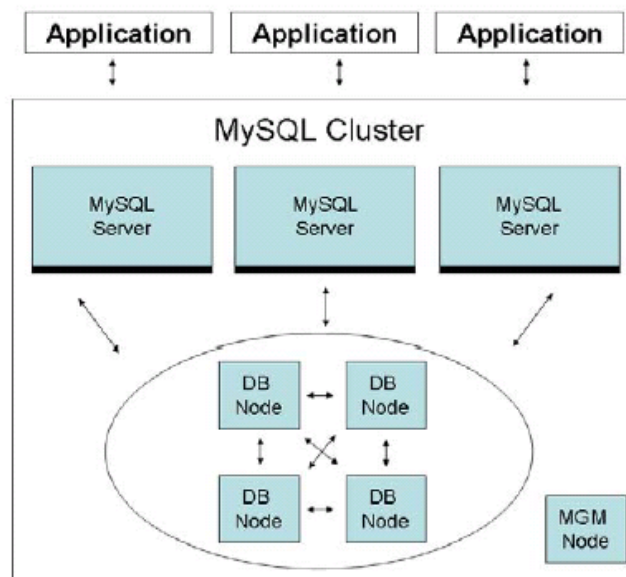 Application
Application
Application
MySQL Cluster
MySQL
Server
MySQL
Server
MySQL
Server
DB
Node
DB
Node
DB
Node
DB
Node
MGM
Node